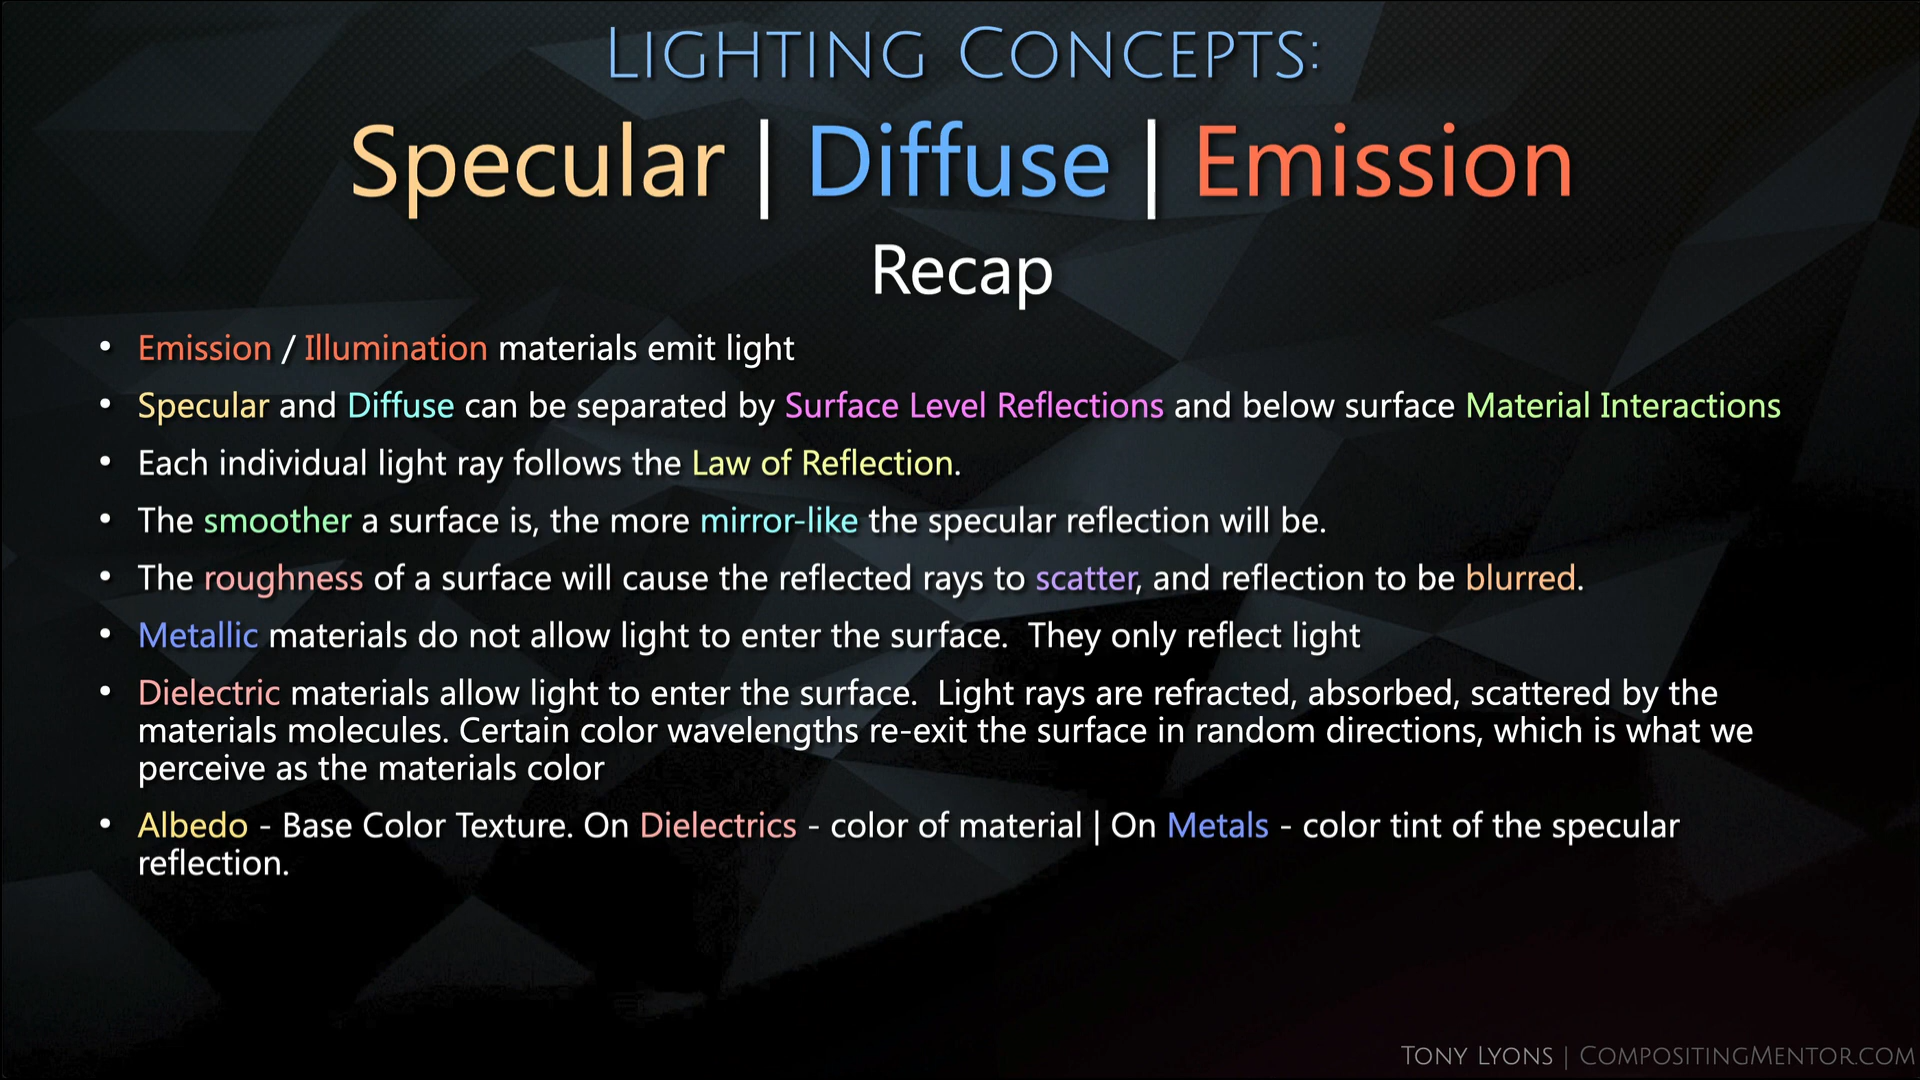 Lighting Concepts:
Specular | Diffuse | Emission
Recap
• Emission / Illumination materials emit light
• Specular and Diffuse can be separated by Surface Level Reflections and below surface Material Interactions
• Each individual light ray follows the Law of Reflection.
• The smoother a surface is, the more mirror-like the specular reflection will be.
• The roughness of a surface will cause the reflected rays to scatter, and reflection to be blurred.
• Metallic materials do not allow light to enter the surface.  They only reflect light
• Dielectric materials allow light to enter the surface.  Light rays are refracted, absorbed, scattered by the
materials molecules. Certain color wavelengths re-exit the surface in random directions, which is what we
perceive as the materials color
• Albedo - Base Color Texture. On Dielectrics - color of material | On Metals - color tint of the specular
reflection.
Tony Lyons | CompositingMentor.com